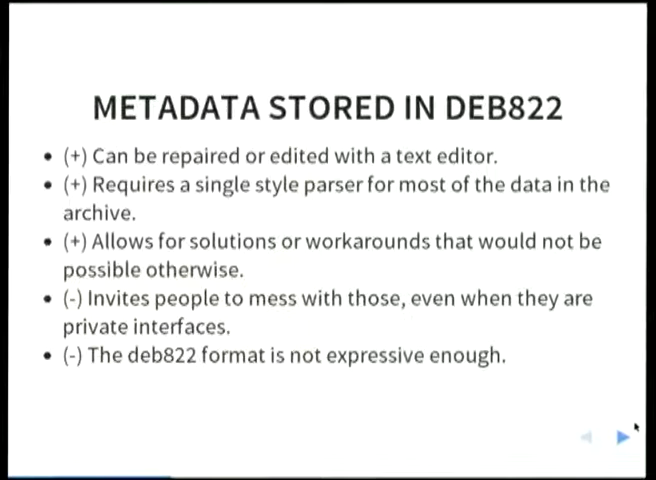 METADATA STORED IN DEB822
• (+) Can be repaired or edited with a text editor.
• (+) Requires a single style parser for most of the data in the
archive.
• (+) Allows for solutions or workarounds that would not be
possible otherwise.
• (-) Invites people to mess with those, even when they are
private interfaces.
• (-) The deb822 format is not expressive enough.